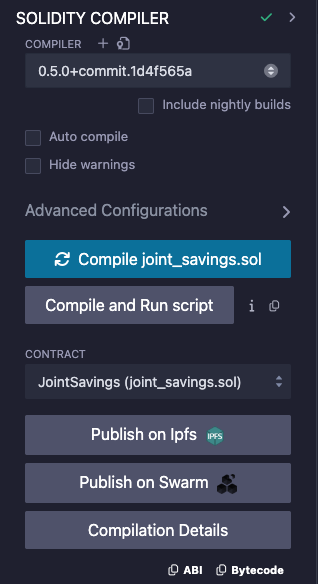 SOLIDITY COMPILER
COMPILER
0.5.0+commit.1d4f565a
Include nightly builds
Auto compile
Hide warnings
Advanced Configurations
Compile joint_savings.sol
Compile and Run script
CONTRACT
JointSavings (joint_savings.sol)
Publish on Ipfs IPFS
Publish on Swarm
Compilation Details
ABI Bytecode